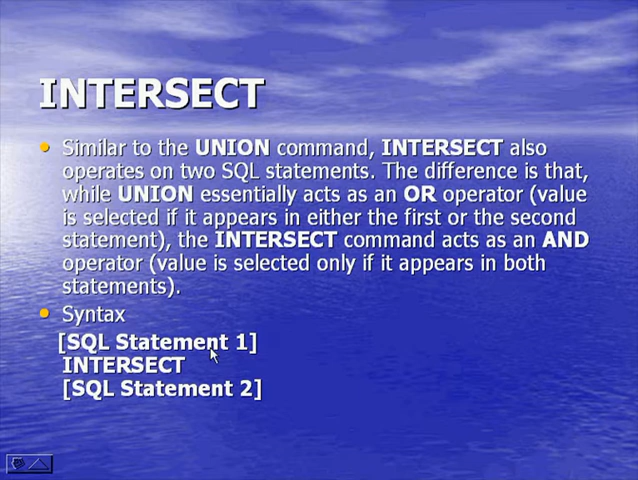 INTERSECT
• Similar to the UNION command, INTERSECT also
operates on two SQL statements. The difference is that,
while UNION essentially acts as an OR operator (value
is selected if it appears in either the first or the second
statement), the INTERSECT command acts as an AND
operator (value is selected only if it appears in both
statements).
• Syntax
[SQL Statement 1]
INTERSECT
[SQL Statement 2]